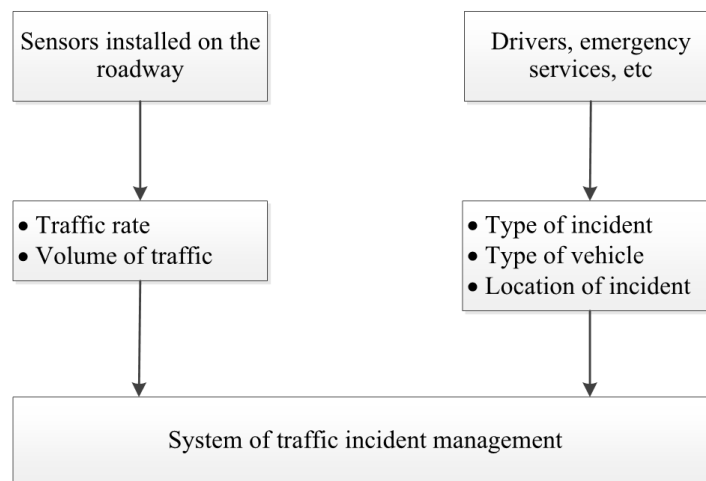 Sensors installed on the
roadway
Drivers, emergency
services, etc
• Traffic rate
• Volume of traffic
• Type of incident
• Type of vehicle
• Location of incident
System of traffic incident management